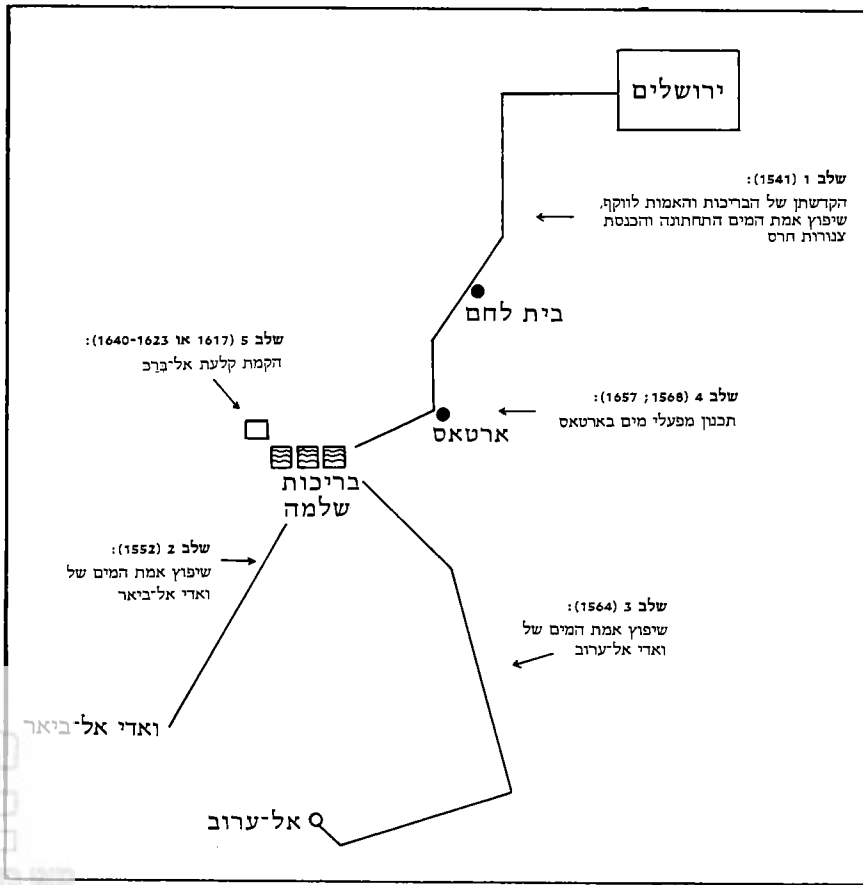 ירושלים
שלב 1 (1541):
הקדשתן של הבריכות והאמות לווקף,
שיפוץ אמת המים התחתונה והכנסת
צנורות חרס
בית לחם
שלב 5 (1617 או 1640-1623):
הקמת קלעת אל־בִּרַכּ
שלב 4 (1568; 1657):
תכנון מפעלי מים בארטאס
ארטאס
בריכות
שלמה
שלב 2 (1552):
שיפוץ אמת המים של
ואדי אל־ביאר
שלב 3 (1564):
שיפוץ אמת המים של
ואדי אל־ערוב
ואדי אל־ביאר
אל־ערוב